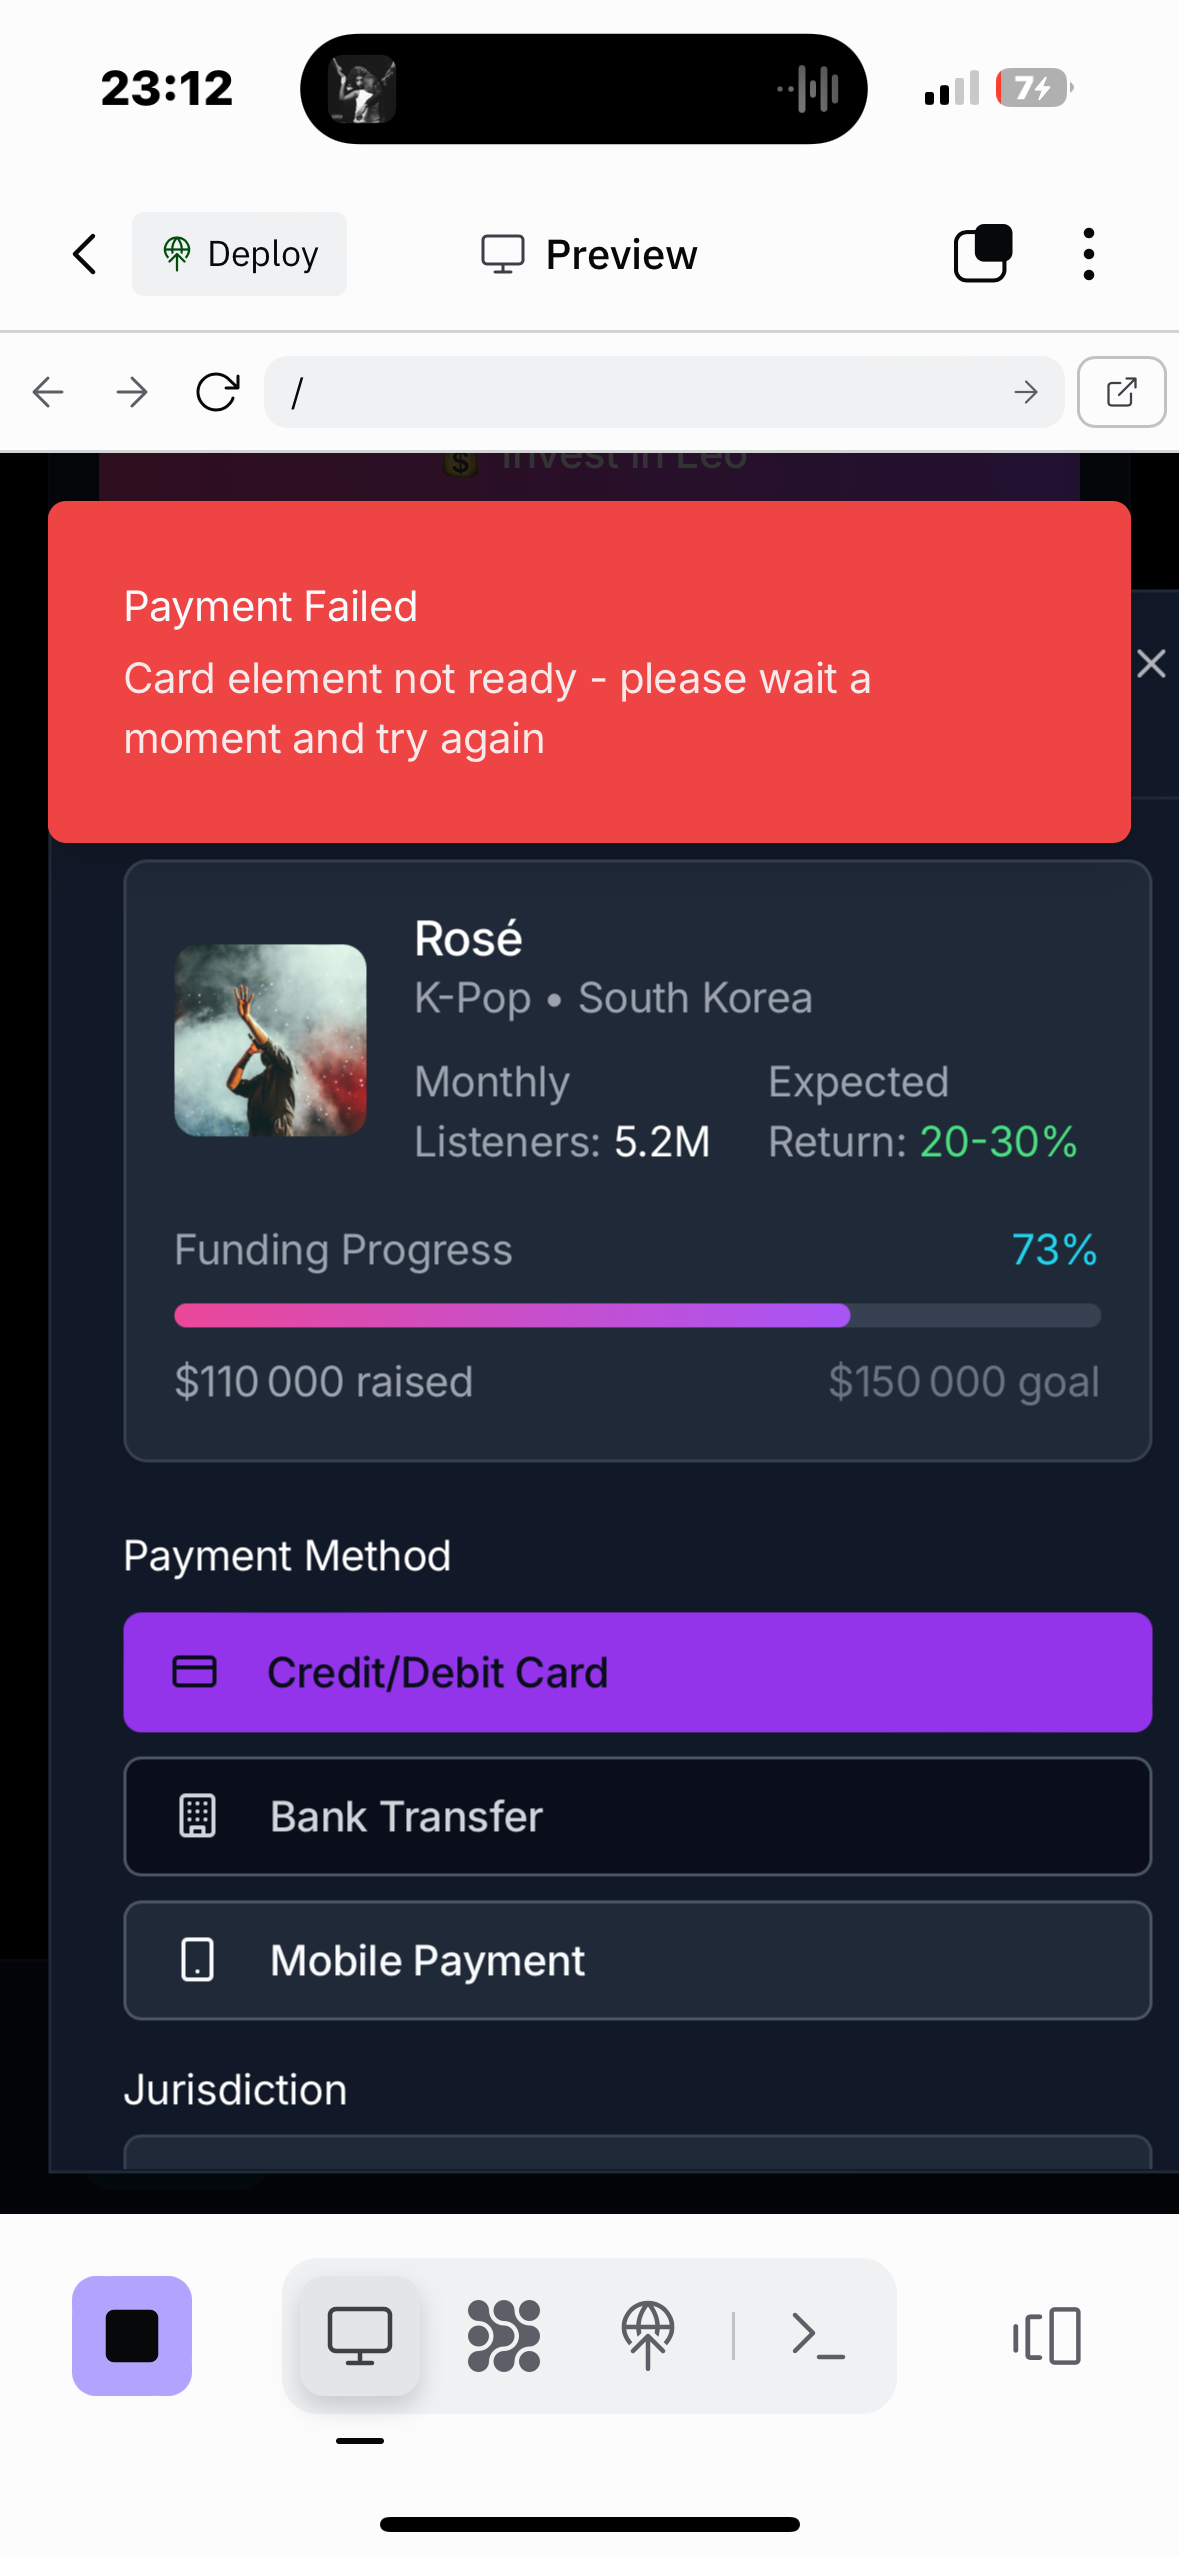 23:12
7
Deploy
Preview
/
Invest in Leo
Payment Failed
Card element not ready - please wait a
moment and try again
Rosé
K-Pop • South Korea
Monthly
Listeners: 5.2M
Expected
Return: 20-30%
Funding Progress
73%
$110 000 raised
$150 000 goal
Payment Method
Credit/Debit Card
Bank Transfer
Mobile Payment
Jurisdiction